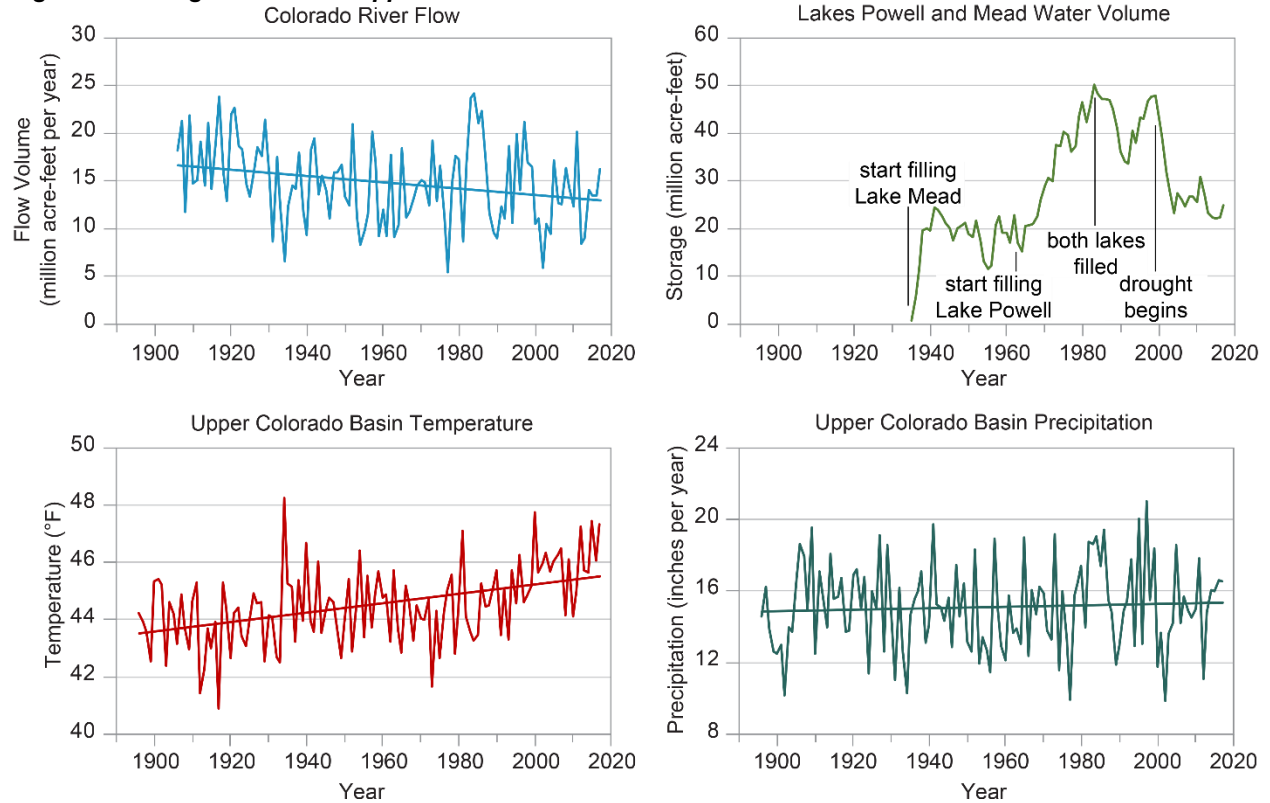 Colorado River Flow
Flow Volume
(million acre-feet per year)
30
25
20
15
10
5
0
1900 1920 1940 1960 1980 2000 2020
Year
Lakes Powell and Mead Water Volume
Storage (million acre-feet)
60
50
40
30
20
10
0
start filling
Lake Mead
start filling
Lake Powell
both lakes
filled
drought
begins
1900 1920 1940 1960 1980 2000 2020
Year
Upper Colorado Basin Temperature
Temperature (°F)
50
48
46
44
42
40
1900 1920 1940 1960 1980 2000 2020
Year
Upper Colorado Basin Precipitation
Precipitation (inches per year)
24
20
16
12
8
1900 1920 1940 1960 1980 2000 2020
Year